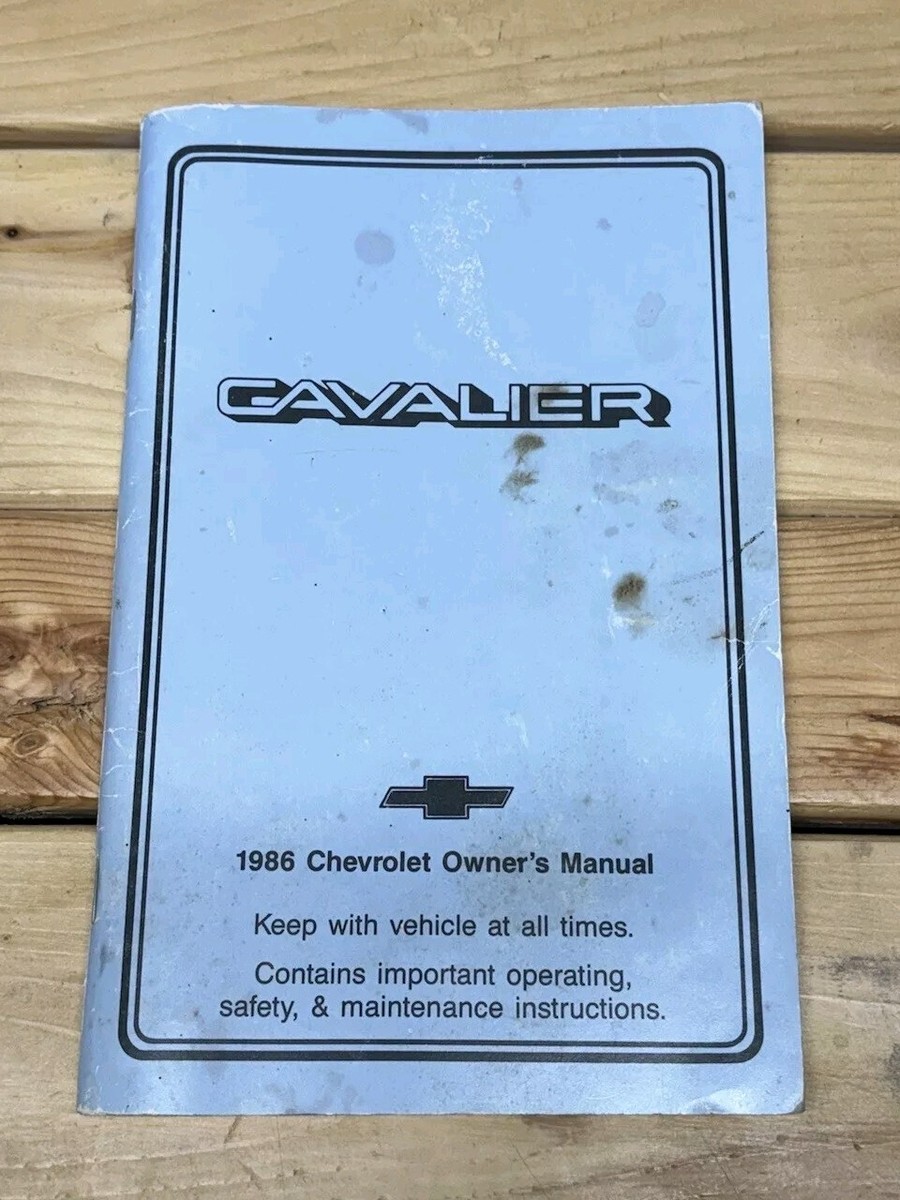 CAVALIER
1986 Chevrolet Owner's Manual
Keep with vehicle at all times.
Contains important operating,
safety, & maintenance instructions.